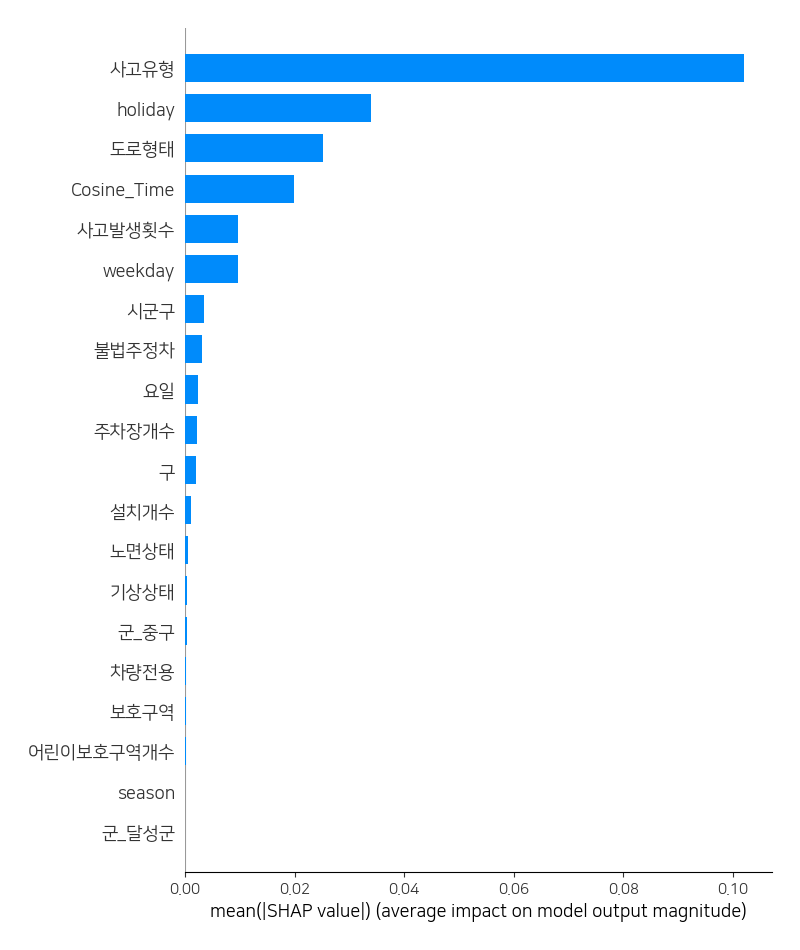 사고유형
holiday
도로형태
Cosine_Time
사고발생횟수
weekday
시군구
불법주정차
요일
주차장개수
구
설치개수
노면상태
기상상태
군_중구
차량전용
보호구역
어린이보호구역개수
season
군_달성군
0.00 0.02 0.04 0.06 0.08 0.10
mean(|SHAP value|) (average impact on model output magnitude)